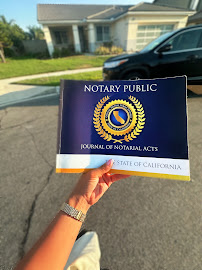 NOTARY PUBLIC
JOURNAL OF NOTARIAL ACTS
STATE OF CALIFORNIA